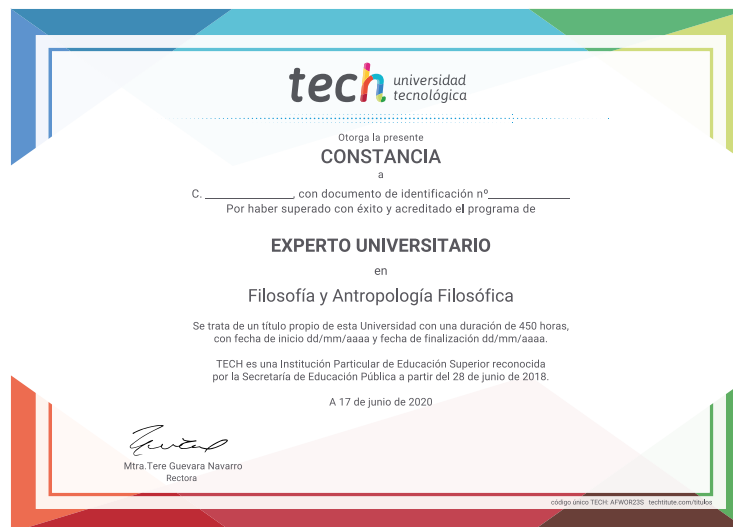 tech universidad
tecnológica
Otorga la presente
CONSTANCIA
a
C. ______________, con documento de identificación nº______________
Por haber superado con éxito y acreditado el programa de
EXPERTO UNIVERSITARIO
en
Filosofía y Antropología Filosófica
Se trata de un título propio de esta Universidad con una duración de 450 horas,
con fecha de inicio dd/mm/aaaa y fecha de finalización dd/mm/aaaa.
TECH es una Institución Particular de Educación Superior reconocida
por la Secretaría de Educación Pública a partir del 28 de junio de 2018.
A 17 de junio de 2020
Mtra.Tere Guevara Navarro
Rectora
código único TECH: AFWOR23S techtitute.com/titulos